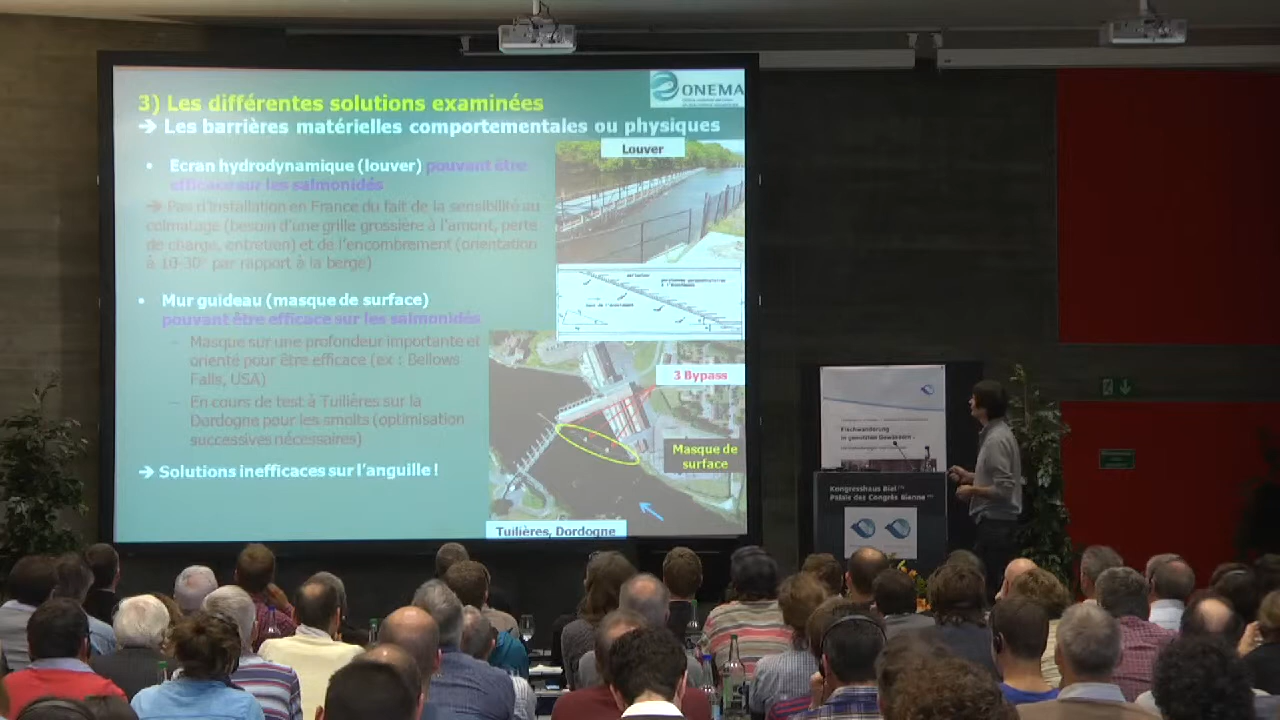 3) Les différentes solutions examinées
ONEMA
→ Les barrières matérielles comportementales ou physiques
Louver
• Ecran hydrodynamique (louver) pouvant être
efficace sur les salmonidés
→ Pas d'installation en France du fait de la sensibilité au
colmatage (besoin d'une grille grossière à l'amont, perte
de charge, entretien) et de l'encombrement (orientation
à 10-30° par rapport à la berge)
• Mur guideau (masque de surface)
pouvant être efficace sur les salmonidés
– Masque sur une profondeur importante et
orienté pour être efficace (ex : Bellows
Falls, USA)
– En cours de test à Tuilières sur la
Dordogne pour les smolts (optimisation
successives nécessaires)
→ Solutions inefficaces sur l'anguille !
3 Bypass
Masque de
surface
Tuilières, Dordogne
Fischwanderung
in genutzten Gewässern
Kongresshaus Biel
Palais des Congrès Bienne